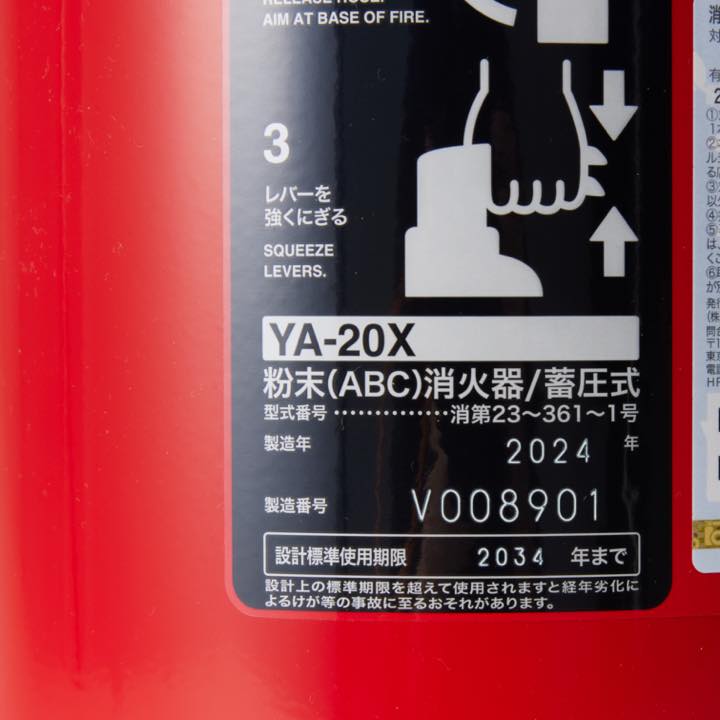 RELEASE HOSE.
AIM AT BASE OF FIRE.
3
レバーを
強くにぎる
SQUEEZE
LEVERS.
YA-20X
粉末(ABC)消火器/蓄圧式
型式番号・・・・・・・・・・・・・・消第23～361～1号
製造年 2024 年
製造番号 V008901
設計標準使用期限 2034 年まで
設計上の標準期限を超えて使用されますと経年劣化に
よるけが等の事故に至るおそれがあります。